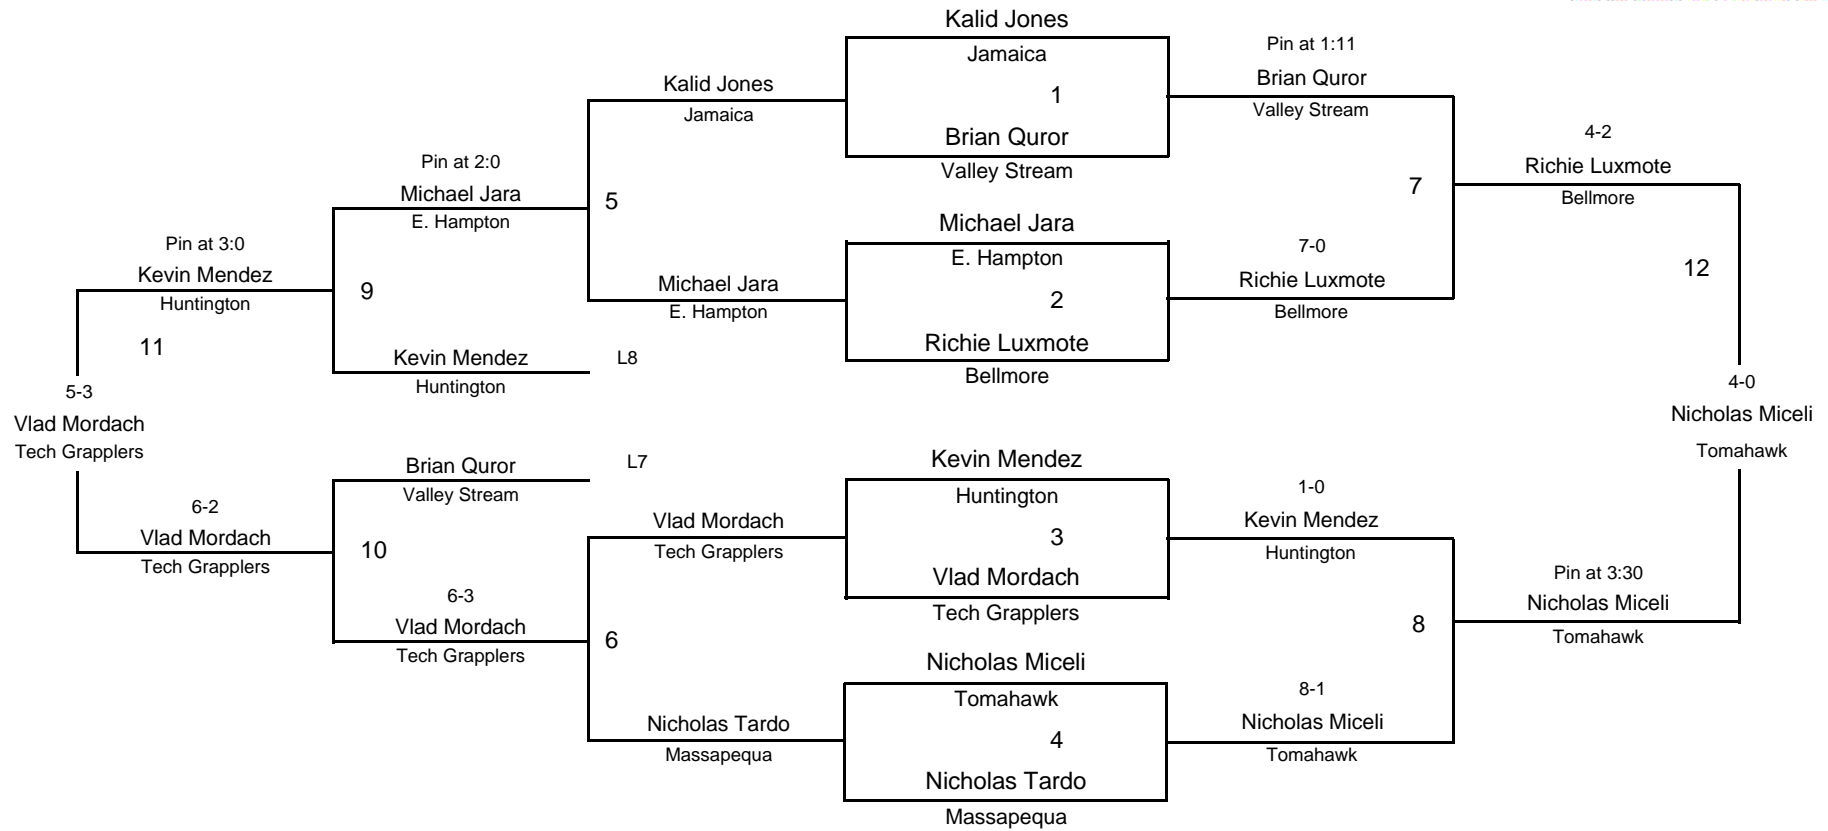 Kalid Jones
Jamaica
1
Brian Quror
Valley Stream
Pin at 1:11
Brian Quror
Valley Stream
Kalid Jones
Jamaica
4-2
Richie Luxmote
Bellmore
Pin at 2:0
Michael Jara
E. Hampton
5
7
Michael Jara
E. Hampton
2
Richie Luxmote
Bellmore
7-0
Richie Luxmote
Bellmore
Michael Jara
E. Hampton
12
Pin at 3:0
Kevin Mendez
Huntington
9
11
Kevin Mendez
Huntington
L8
5-3
Vlad Mordach
Tech Grapplers
4-0
Nicholas Miceli
Tomahawk
Brian Quror
Valley Stream
L7
Kevin Mendez
Huntington
3
Vlad Mordach
Tech Grapplers
1-0
Kevin Mendez
Huntington
6-2
Vlad Mordach
Tech Grapplers
10
Vlad Mordach
Tech Grapplers
6-3
Vlad Mordach
Tech Grapplers
6
8
Pin at 3:30
Nicholas Miceli
Tomahawk
Nicholas Miceli
Tomahawk
4
Nicholas Tardo
Massapequa
8-1
Nicholas Miceli
Tomahawk
Nicholas Tardo
Massapequa